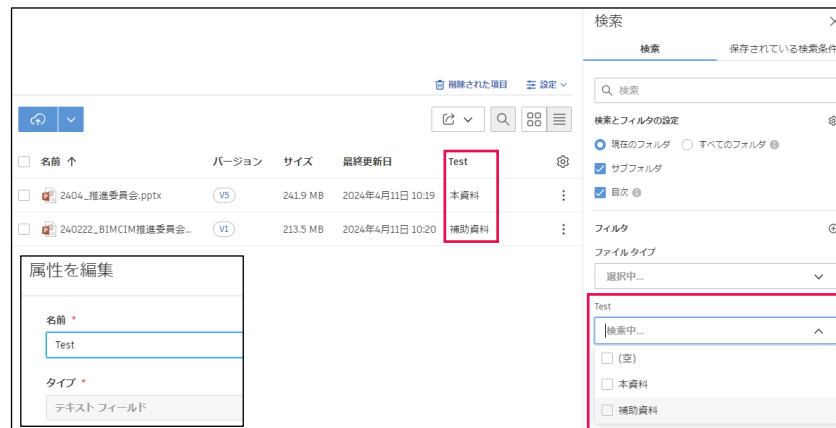 削除された項目 設定
名前 バージョン サイズ 最終更新日 Test
2404_推進委員会.pptx V5 241.9 MB 2024年4月11日 10:19 本資料
240222_BIMCIM推進委員会... V1 213.5 MB 2024年4月11日 10:20 補助資料
属性を編集
名前 *
Test
タイプ *
テキスト フィールド
検索
検索 保存されている検索条件
検索
検索とフィルタの設定
現在のフォルダ すべてのフォルダ
サブフォルダ
目次
フィルタ
ファイル タイプ
選択中...
Test
検索中...
(空)
本資料
補助資料